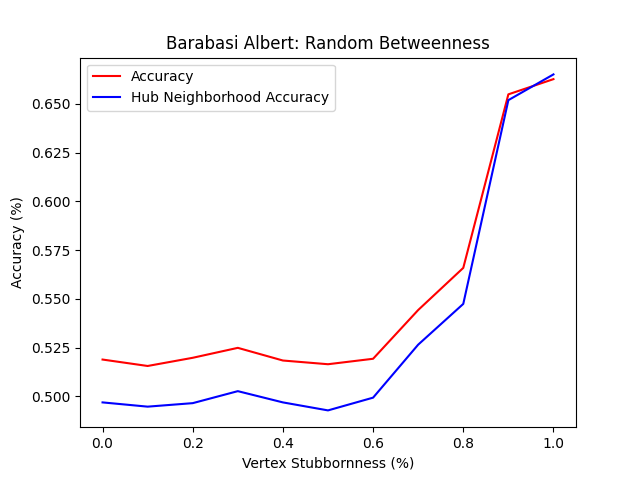 Barabasi Albert: Random Betweenness
Accuracy
Hub Neighborhood Accuracy
Accuracy (%)
0.650
0.625
0.600
0.575
0.550
0.525
0.500
0.0 0.2 0.4 0.6 0.8 1.0
Vertex Stubbornness (%)